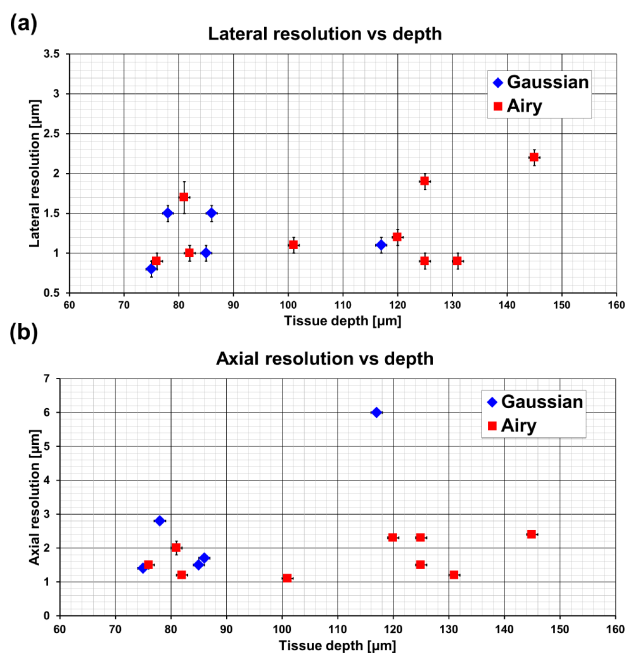 (a)
Lateral resolution vs depth
3.5
3
2.5
2
1.5
1
0.5
Lateral resolution [µm]
Gaussian
Airy
60 70 80 90 100 110 120 130 140 150 160
Tissue depth [µm]
(b)
Axial resolution vs depth
7
6
5
4
3
2
1
0
Axial resolution [µm]
Gaussian
Airy
60 70 80 90 100 110 120 130 140 150 160
Tissue depth [µm]